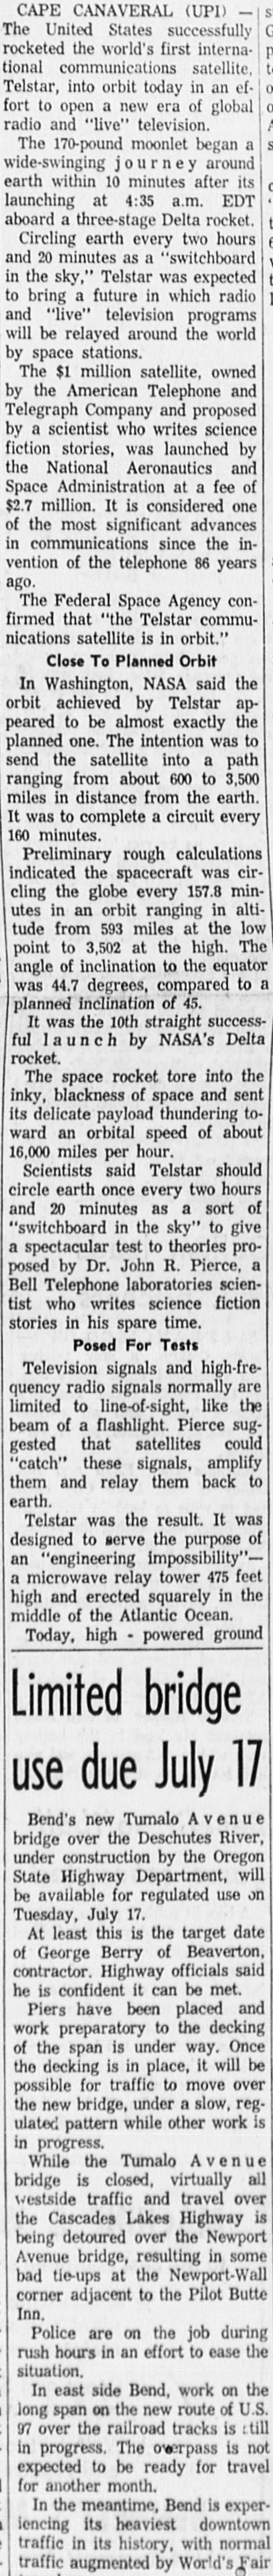 CAPE CANAVERAL (UPI) —
The United States successfully
rocketed the world's first interna-
tional communications satellite,
Telstar, into orbit today in an ef-
fort to open a new era of global
radio and "live" television.
The 170-pound moonlet began a
wide-swinging journey around
earth within 10 minutes after its
launching at 4:35 a.m. EDT
aboard a three-stage Delta rocket.
Circling earth every two hours
and 20 minutes as a "switchboard
in the sky," Telstar was expected
to bring a future in which radio
and "live" television programs
will be relayed around the world
by space stations.
The $1 million satellite, owned
by the American Telephone and
Telegraph Company and proposed
by a scientist who writes science
fiction stories, was launched by
the National Aeronautics and
Space Administration at a fee of
$2.7 million. It is considered one
of the most significant advances
in communications since the in-
vention of the telephone 86 years
ago.
The Federal Space Agency con-
firmed that "the Telstar commu-
nications satellite is in orbit."
Close To Planned Orbit
In Washington, NASA said the
orbit achieved by Telstar ap-
peared to be almost exactly the
planned one. The intention was to
send the satellite into a path
ranging from about 600 to 3,500
miles in distance from the earth.
It was to complete a circuit every
160 minutes.
Preliminary rough calculations
indicated the spacecraft was cir-
cling the globe every 157.8 min-
utes in an orbit ranging in alti-
tude from 593 miles at the low
point to 3,502 at the high. The
angle of inclination to the equator
was 44.7 degrees, compared to a
planned inclination of 45.
It was the 10th straight success-
ful launch by NASA's Delta
rocket.
The space rocket tore into the
inky, blackness of space and sent
its delicate payload thundering to-
ward an orbital speed of about
16,000 miles per hour.
Scientists said Telstar should
circle earth once every two hours
and 20 minutes as a sort of
"switchboard in the sky" to give
a spectacular test to theories pro-
posed by Dr. John R. Pierce, a
Bell Telephone laboratories scien-
tist who writes science fiction
stories in his spare time.
Posed For Tests
Television signals and high-fre-
quency radio signals normally are
limited to line-of-sight, like the
beam of a flashlight. Pierce sug-
gested that satellites could
"catch" these signals, amplify
them and relay them back to
earth.
Telstar was the result. It was
designed to serve the purpose of
an "engineering impossibility"—
a microwave relay tower 475 feet
high and erected squarely in the
middle of the Atlantic Ocean.
Today, high - powered ground
Limited bridge
use due July 17
Bend's new Tumalo Avenue
bridge over the Deschutes River,
under construction by the Oregon
State Highway Department, will
be available for regulated use on
Tuesday, July 17.
At least this is the target date
of George Berry of Beaverton,
contractor. Highway officials said
he is confident it can be met.
Piers have been placed and
work preparatory to the decking
of the span is under way. Once
the decking is in place, it will be
possible for traffic to move over
the new bridge, under a slow, reg-
ulated pattern while other work is
in progress.
While the Tumalo Avenue
bridge is closed, virtually all
westside traffic and travel over
the Cascades Lakes Highway is
being detoured over the Newport
Avenue bridge, resulting in some
bad tie-ups at the Newport-Wall
corner adjacent to the Pilot Butte
Inn.
Police are on the job during
rush hours in an effort to ease the
situation.
In east side Bend, work on the
long span on the new route of U.S.
97 over the railroad tracks is still
in progress. The overpass is not
expected to be ready for travel
for another month.
In the meantime, Bend is exper-
iencing its heaviest downtown
traffic in its history, with normal
traffic augmented by World's Fair